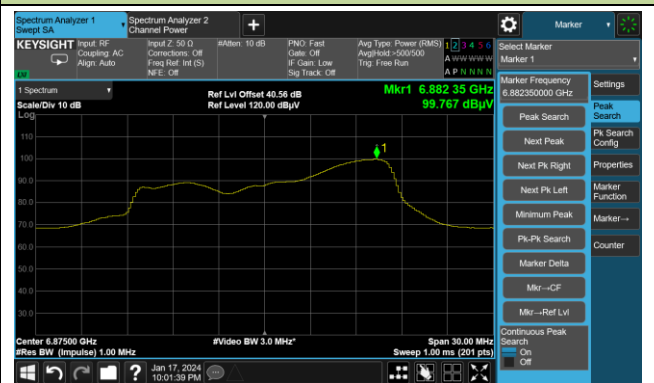 Spectrum Analyzer 1
Swept SA
Spectrum Analyzer 2
Channel Power
Marker
KEYSIGHT
Input: RF
Coupling: AC
Align: Auto
Input Z: 50 Ω
Corrections: Off
Freq Ref: Int (S)
NFE: Off
#Atten: 10 dB
PNO: Fast
Gate: Off
IF Gain: Low
Sig Track: Off
Avg Type: Power (RMS)
Avg|Hold:>500/500
Trig: Free Run
1 2 3 4 5 6
A W W W W W
A P N N N N
Select Marker
Marker 1
1 Spectrum
Scale/Div 10 dB
Log
Ref Lvl Offset 40.56 dB
Ref Level 120.00 dBµV
Mkr1 6.882 35 GHz
99.767 dBµV
110
100
90.0
80.0
70.0
60.0
50.0
40.0
30.0
1
Center 6.87500 GHz
#Res BW (Impulse) 1.00 MHz
#Video BW 3.0 MHz*
Span 30.00 MHz
Sweep 1.00 ms (201 pts)
Marker Frequency
6.882350000 GHz
Peak Search
Next Peak
Next Pk Right
Next Pk Left
Minimum Peak
Pk-Pk Search
Marker Delta
Mkr→CF
Mkr→Ref Lvl
Continuous Peak
Search
On
Off
Settings
Peak
Search
Pk Search
Config
Properties
Marker
Function
Marker→
Counter
Jan 17, 2024
10:01:39 PM